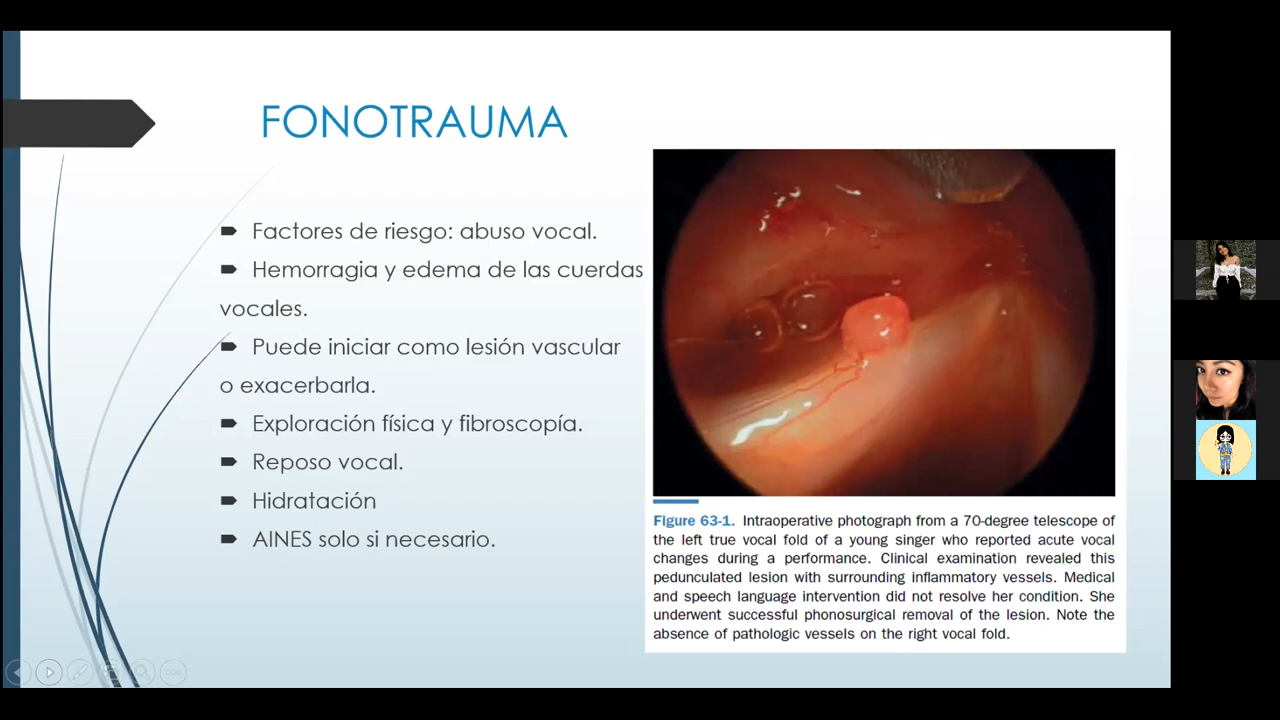 FONOTRAUMA
Factores de riesgo: abuso vocal.
Hemorragia y edema de las cuerdas
vocales.
Puede iniciar como lesión vascular
o exacerbarla.
Exploración física y fibroscopía.
Reposo vocal.
Hidratación
AINES solo si necesario.
Figure 63-1. Intraoperative photograph from a 70-degree telescope of
the left true vocal fold of a young singer who reported acute vocal
changes during a performance. Clinical examination revealed this
pedunculated lesion with surrounding inflammatory vessels. Medical
and speech language intervention did not resolve her condition. She
underwent successful phonosurgical removal of the lesion. Note the
absence of pathologic vessels on the right vocal fold.